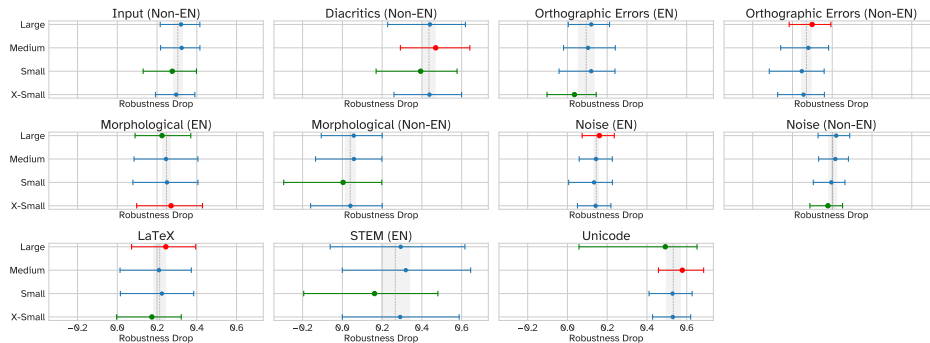 Input (Non-EN) Diacritics (Non-EN) Orthographic Errors (EN) Orthographic Errors (Non-EN)
Large
Medium
Small
X-Small
Robustness Drop Robustness Drop Robustness Drop Robustness Drop
Morphological (EN) Morphological (Non-EN) Noise (EN) Noise (Non-EN)
Large
Medium
Small
X-Small
Robustness Drop Robustness Drop Robustness Drop Robustness Drop
LaTeX STEM (EN) Unicode
Large
Medium
Small
X-Small
−0.2 0.0 0.2 0.4 0.6 −0.2 0.0 0.2 0.4 0.6 −0.2 0.0 0.2 0.4 0.6
Robustness Drop Robustness Drop Robustness Drop